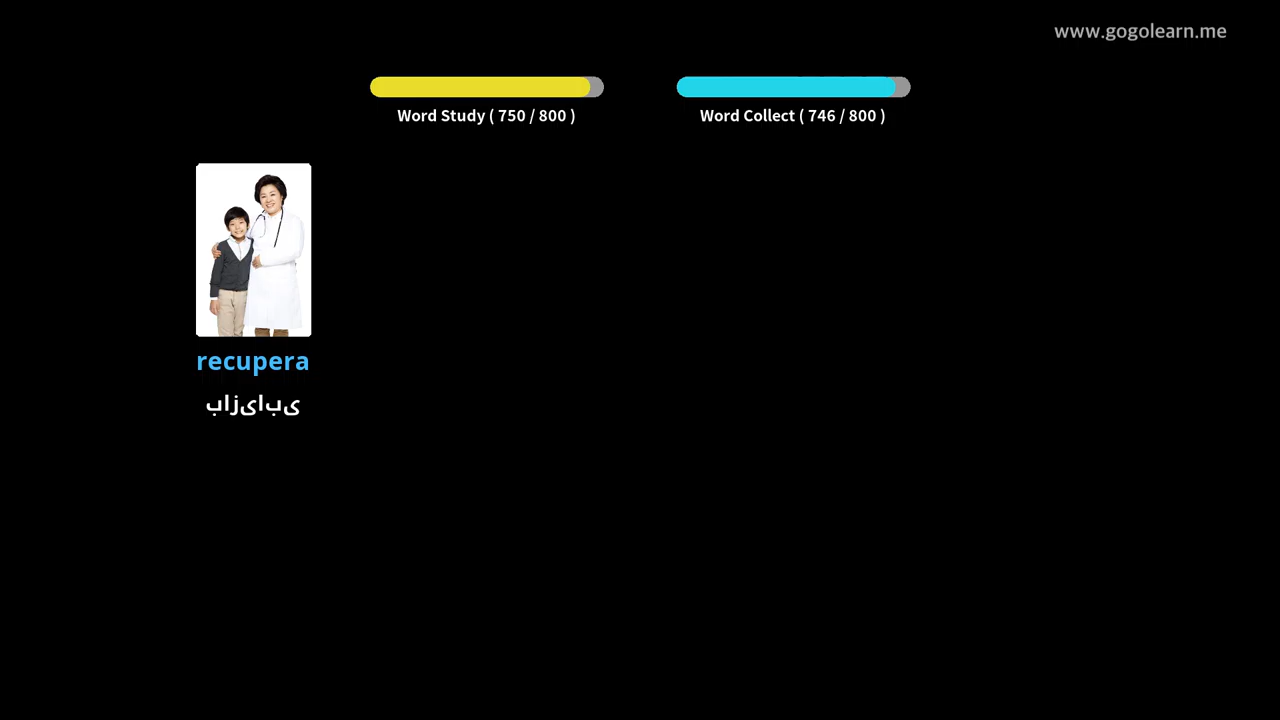 www.gogolearn.me
Word Study ( 750 / 800 )
Word Collect ( 746 / 800 )
recupera
بازیابی